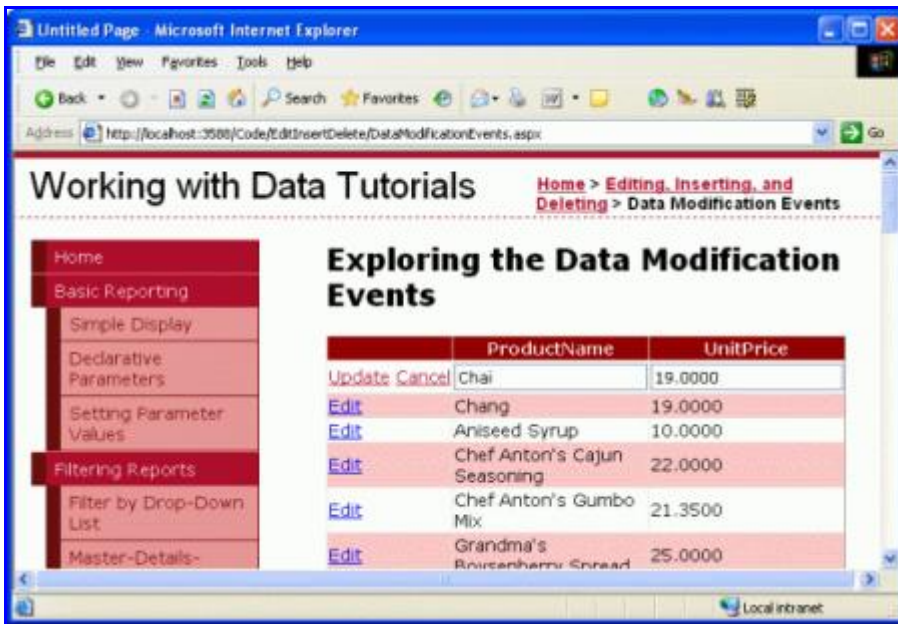 Untitled Page - Microsoft Internet Explorer
File Edit View Favorites Tools Help
Back Search Favorites
Address http://localhost:3588/Code/EditInsertDelete/DataModificationEvents.aspx Go
Working with Data Tutorials
Home > Editing, Inserting, and
Deleting > Data Modification Events
Home
Basic Reporting
Simple Display
Declarative
Parameters
Setting Parameter
Values
Filtering Reports
Filter by Drop-Down
List
Master-Details-
Exploring the Data Modification
Events
ProductName UnitPrice
Update Cancel Chai 19.0000
Edit Chang 19.0000
Edit Aniseed Syrup 10.0000
Edit Chef Anton's Cajun
Seasoning 22.0000
Edit Chef Anton's Gumbo
Mix 21.3500
Edit Grandma's
Boysenberry Spread 25.0000
Local intranet